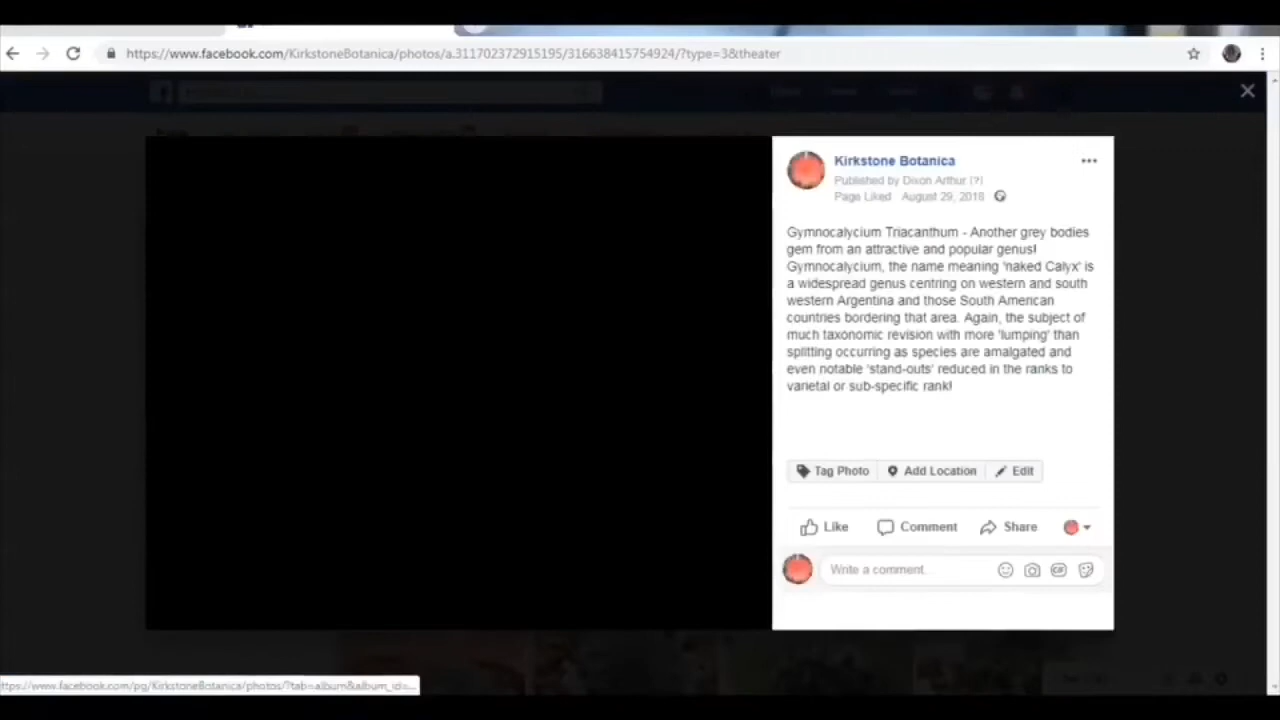 https://www.facebook.com/KirkstoneBotanica/photos/a.311702372915195/316638415754924/?type=3&theater
Kirkstone Botanica
Published by Dixon Arthur [?]
Page Liked August 29, 2018
Gymnocalycium Triacanthum - Another grey bodies
gem from an attractive and popular genus!
Gymnocalycium, the name meaning 'naked Calyx' is
a widespread genus centring on western and south
western Argentina and those South American
countries bordering that area. Again, the subject of
much taxonomic revision with more 'lumping' than
splitting occurring as species are amalgated and
even notable 'stand-outs' reduced in the ranks to
varietal or sub-specific rank!
Tag Photo Add Location Edit
Like Comment Share
Write a comment...
GIF
https://www.facebook.com/pg/KirkstoneBotanica/photos/?tab=album&album_id=...